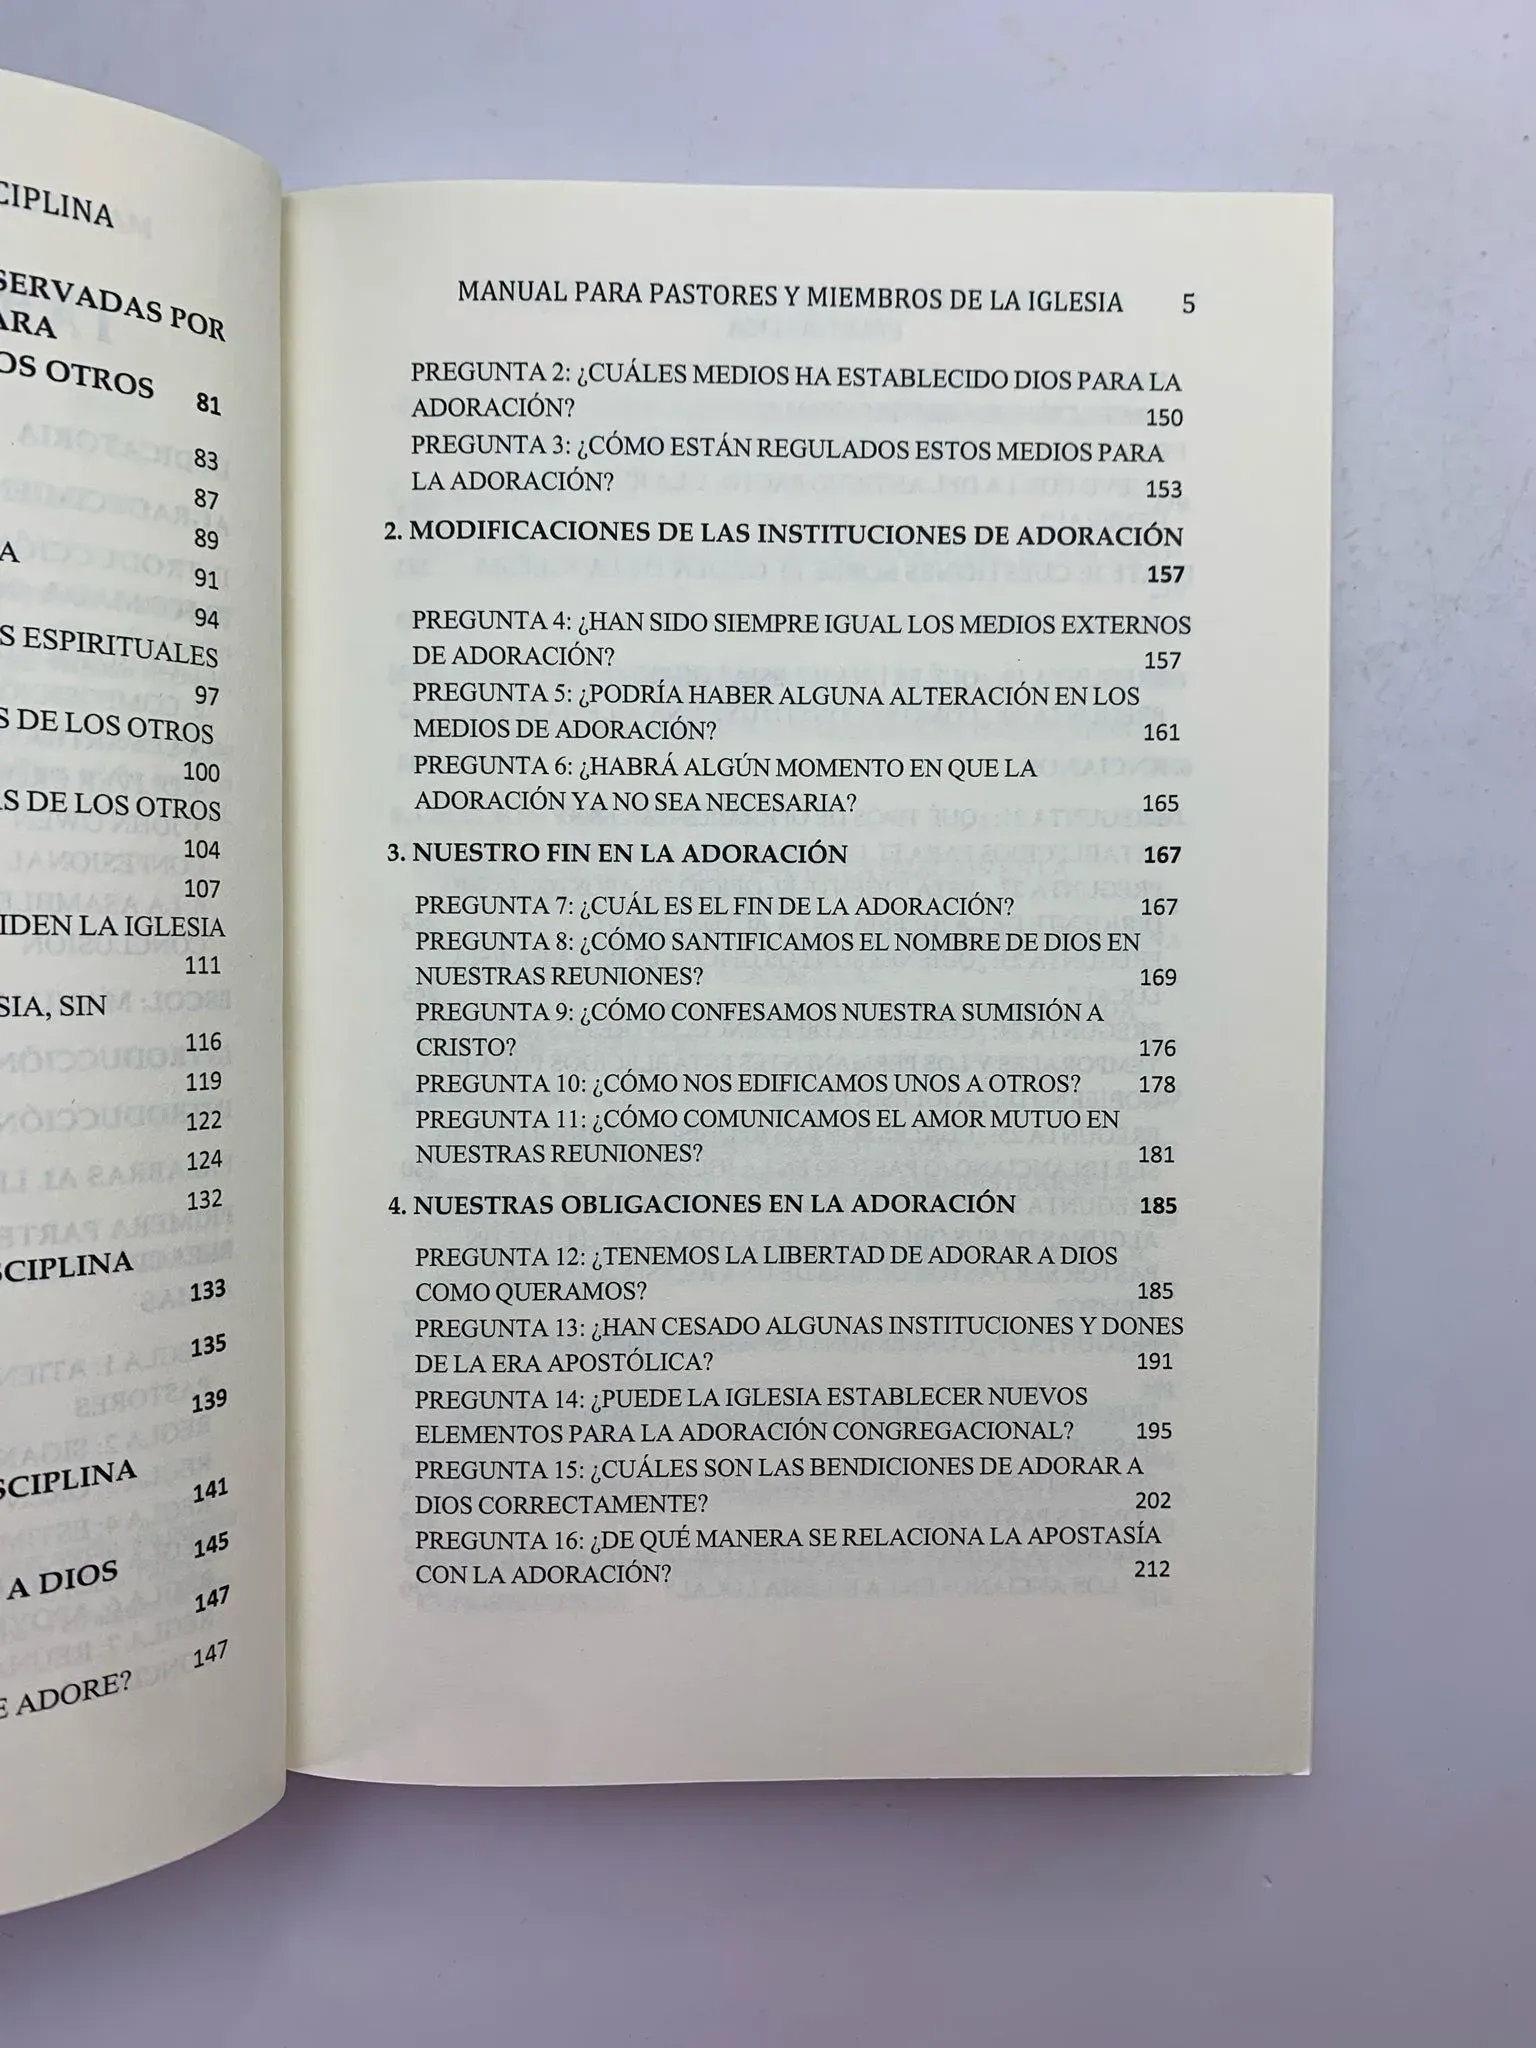 CIPLINA
SERVADAS POR
ARA
OS OTROS 81
83
87
89
A
91
94
S ESPIRITUALES
97
S DE LOS OTROS
100
AS DE LOS OTROS
104
107
IDEN LA IGLESIA
111
SIA, SIN
116
119
122
124
132
SCIPLINA
133
135
139
SCIPLINA
141
145
A DIOS
147
147
E ADORE?
MANUAL PARA PASTORES Y MIEMBROS DE LA IGLESIA 5
PREGUNTA 2: ¿CUÁLES MEDIOS HA ESTABLECIDO DIOS PARA LA
ADORACIÓN? 150
PREGUNTA 3: ¿CÓMO ESTÁN REGULADOS ESTOS MEDIOS PARA
LA ADORACIÓN? 153
2. MODIFICACIONES DE LAS INSTITUCIONES DE ADORACIÓN
157
PREGUNTA 4: ¿HAN SIDO SIEMPRE IGUAL LOS MEDIOS EXTERNOS
DE ADORACIÓN? 157
PREGUNTA 5: ¿PODRÍA HABER ALGUNA ALTERACIÓN EN LOS
MEDIOS DE ADORACIÓN? 161
PREGUNTA 6: ¿HABRÁ ALGÚN MOMENTO EN QUE LA
ADORACIÓN YA NO SEA NECESARIA? 165
3. NUESTRO FIN EN LA ADORACIÓN 167
PREGUNTA 7: ¿CUÁL ES EL FIN DE LA ADORACIÓN? 167
PREGUNTA 8: ¿CÓMO SANTIFICAMOS EL NOMBRE DE DIOS EN
NUESTRAS REUNIONES? 169
PREGUNTA 9: ¿CÓMO CONFESAMOS NUESTRA SUMISIÓN A
CRISTO? 176
PREGUNTA 10: ¿CÓMO NOS EDIFICAMOS UNOS A OTROS? 178
PREGUNTA 11: ¿CÓMO COMUNICAMOS EL AMOR MUTUO EN
NUESTRAS REUNIONES? 181
4. NUESTRAS OBLIGACIONES EN LA ADORACIÓN 185
PREGUNTA 12: ¿TENEMOS LA LIBERTAD DE ADORAR A DIOS
COMO QUERAMOS? 185
PREGUNTA 13: ¿HAN CESADO ALGUNAS INSTITUCIONES Y DONES
DE LA ERA APOSTÓLICA? 191
PREGUNTA 14: ¿PUEDE LA IGLESIA ESTABLECER NUEVOS
ELEMENTOS PARA LA ADORACIÓN CONGREGACIONAL? 195
PREGUNTA 15: ¿CUÁLES SON LAS BENDICIONES DE ADORAR A
DIOS CORRECTAMENTE? 202
PREGUNTA 16: ¿DE QUÉ MANERA SE RELACIONA LA APOSTASÍA
CON LA ADORACIÓN? 212